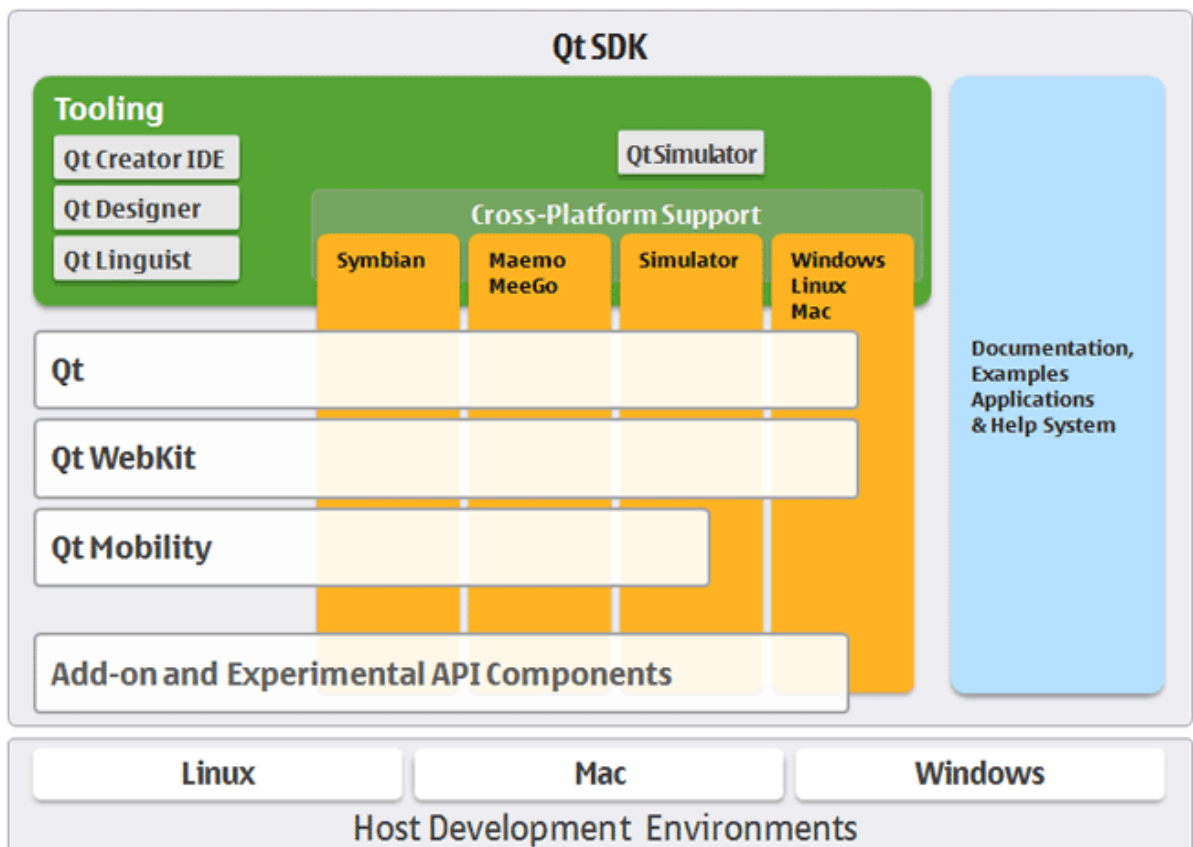 Qt SDK
Tooling
Qt Creator IDE
Qt Designer
Qt Linguist
Qt Simulator
Cross-Platform Support
Symbian
Maemo
MeeGo
Simulator
Windows
Linux
Mac
Qt
Qt WebKit
Qt Mobility
Add-on and Experimental API Components
Documentation,
Examples
Applications
& Help System
Linux
Mac
Windows
Host Development Environments